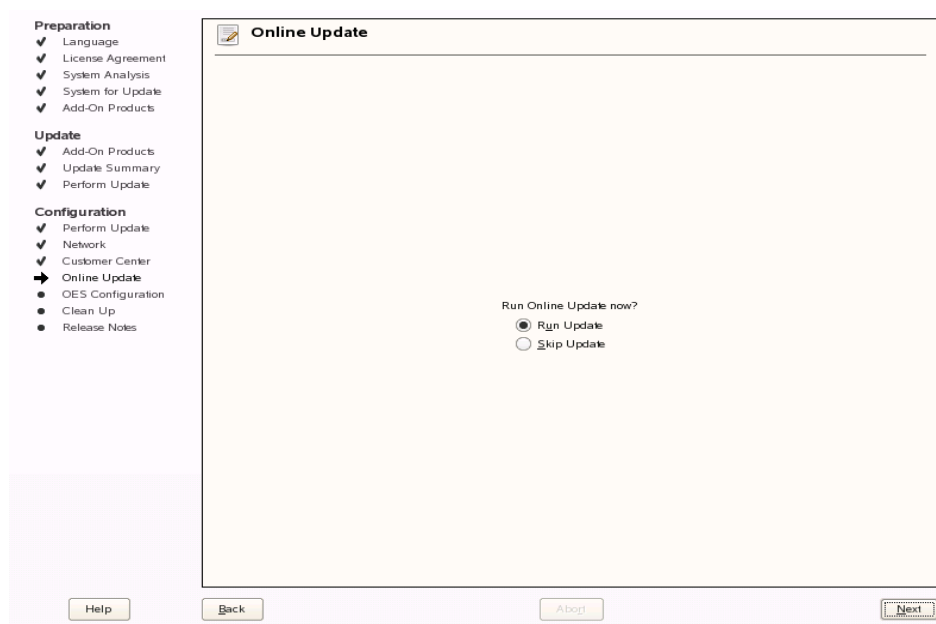 Preparation
Language
License Agreement
System Analysis
System for Update
Add-On Products
Update
Add-On Products
Update Summary
Perform Update
Configuration
Perform Update
Network
Customer Center
Online Update
OES Configuration
Clean Up
Release Notes
Online Update
Run Online Update now?
Run Update
Skip Update
Help
Back
Abort
Next